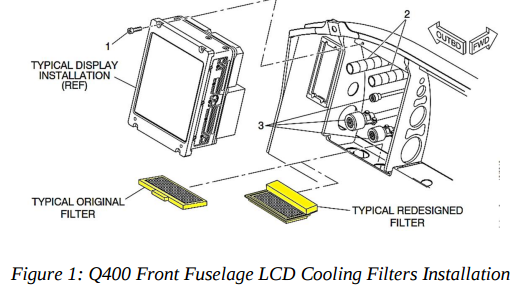 2
OUTBD
FWD
1
TYPICAL DISPLAY
INSTALLATION
(REF)
3
TYPICAL ORIGINAL
FILTER
TYPICAL REDESIGNED
FILTER
Figure 1: Q400 Front Fuselage LCD Cooling Filters Installation